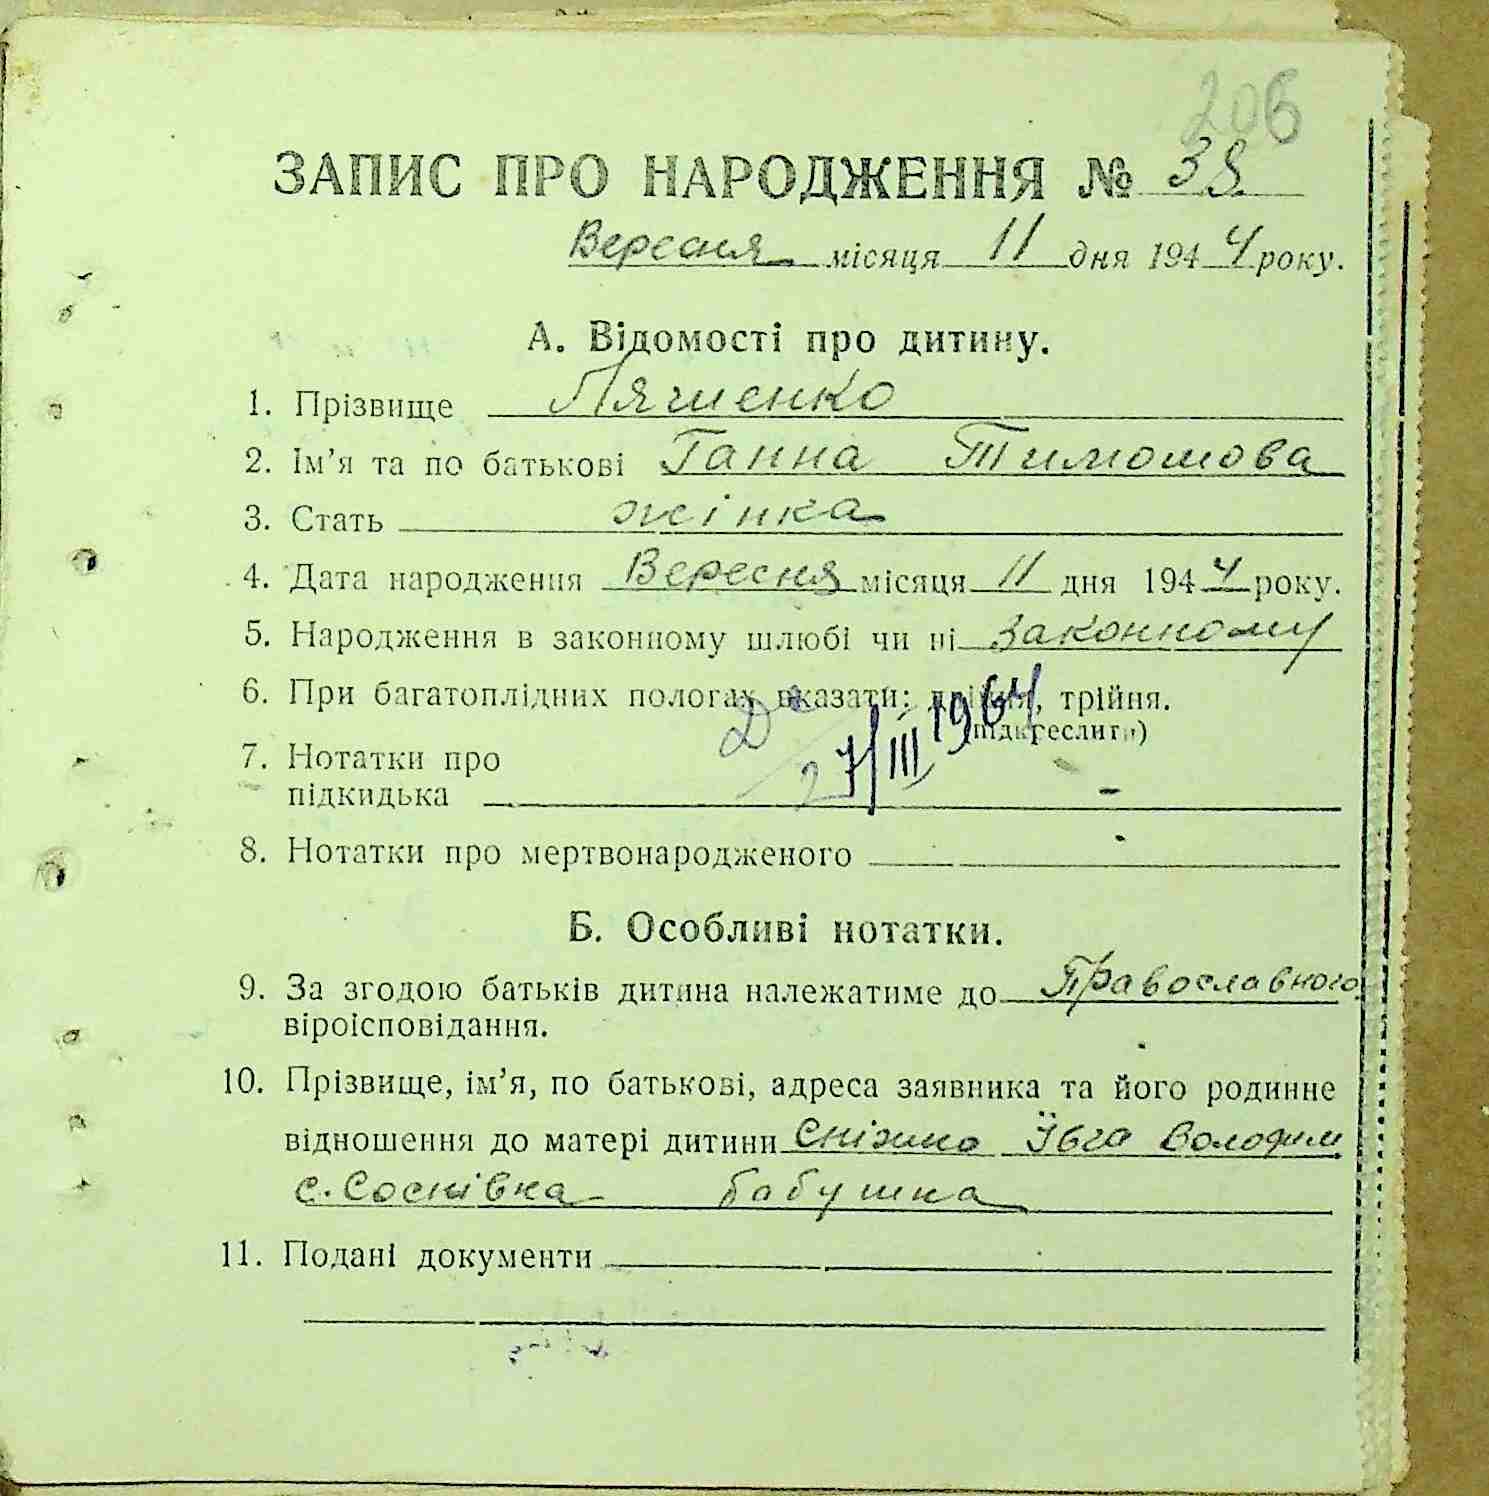 206
ЗАПИС ПРО НАРОДЖЕННЯ № 38
Вересня місяця 11 дня 1944 року.
А. Відомості про дитину.
1. Прізвище Лячшенко
2. Ім'я та по батькові Ганна Тимошова
3. Стать жінка
4. Дата народження Вересня місяця 11 дня 1944 року.
5. Народження в законному шлюбі чи ні законному
6. При багатоплідних пологах вказати: двійня, трійня.
(підкреслити)
27/III 1964
7. Нотатки про
підкидька -
8. Нотатки про мертвонародженого
Б. Особливі нотатки.
9. За згодою батьків дитина належатиме до Православного
віроісповідання.
10. Прізвище, ім'я, по батькові, адреса заявника та його родинне
відношення до матері дитини Сніжко Ївга Володим
с. Соснівка бабушка
11. Подані документи